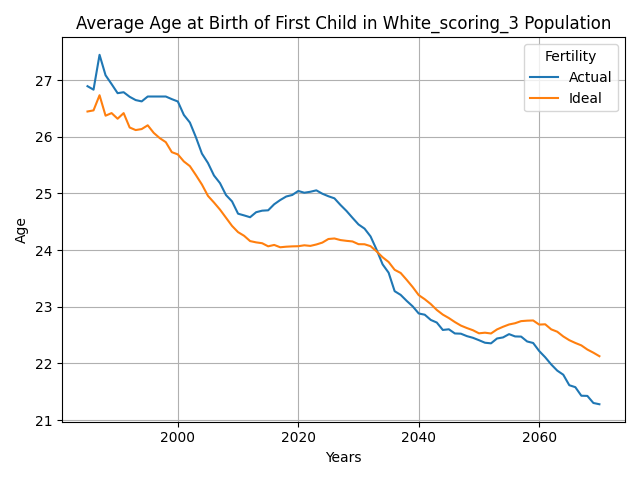 Average Age at Birth of First Child in White_scoring_3 Population
Fertility
Actual
Ideal
27
26
25
24
23
22
21
Age
2000
2020
2040
2060
Years